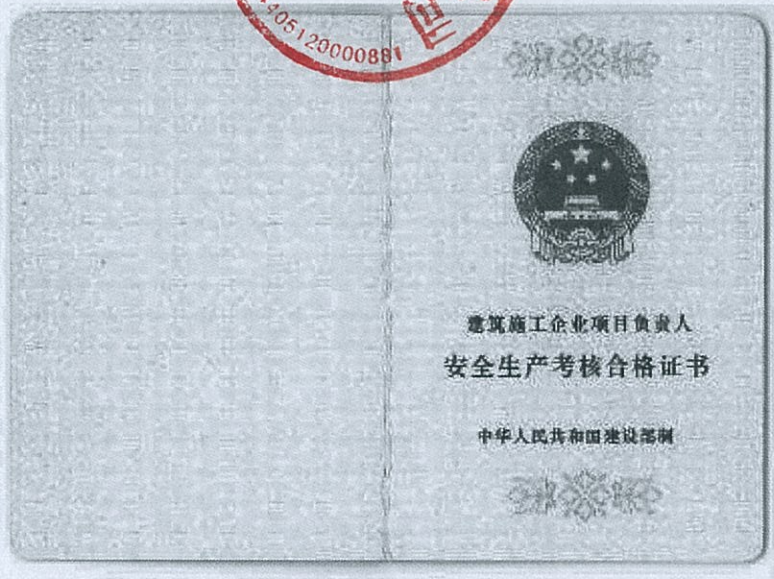 405120000881
司
建筑施工企业项目负责人
安全生产考核合格证书
中华人民共和国建设部制